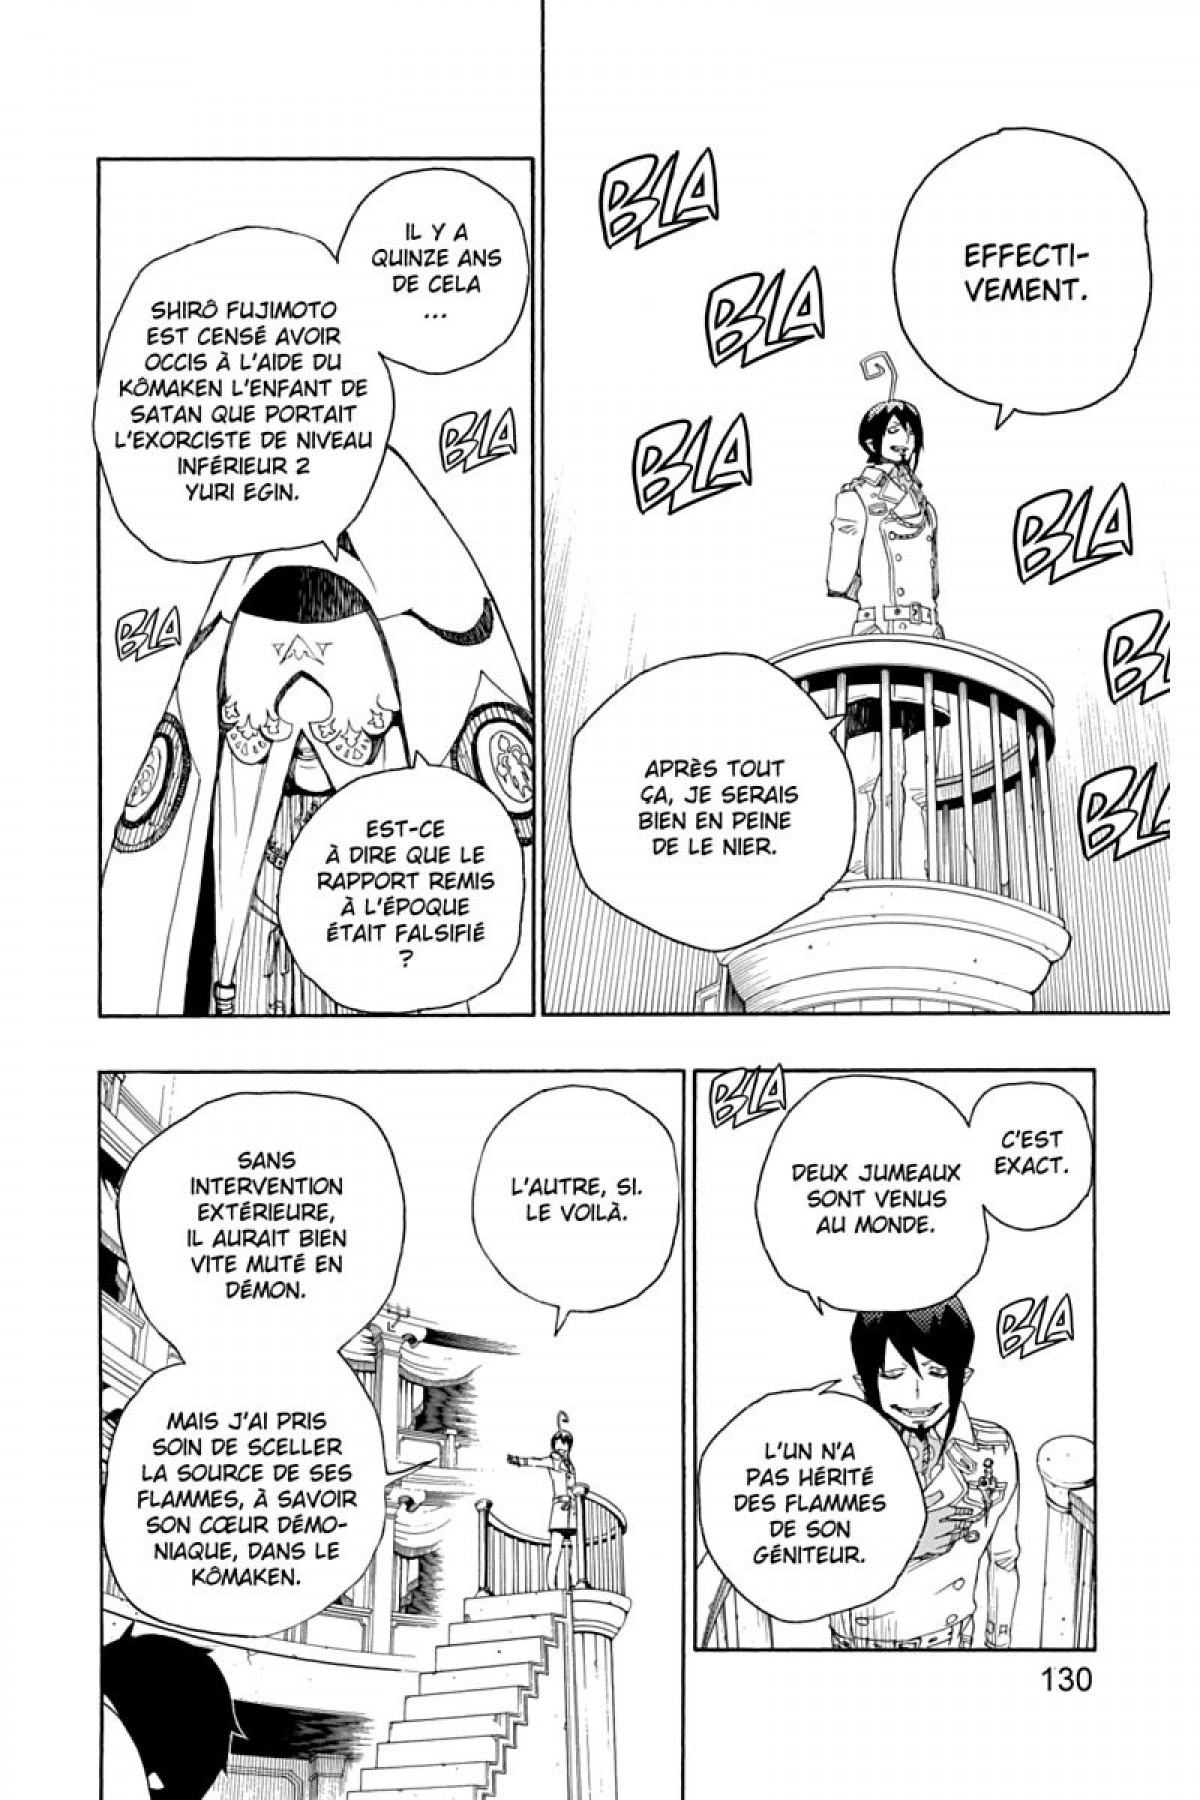 BLA
BLA
BLA
BLA
BLA
BLA
EFFECTI-
VEMENT.
APRÈS TOUT
ÇA, JE SERAIS
BIEN EN PEINE
DE LE NIER.
IL Y A
QUINZE ANS
DE CELA
...
SHIRÔ FUJIMOTO
EST CENSÉ AVOIR
OCCIS À L'AIDE DU
KÔMAKEN L'ENFANT DE
SATAN QUE PORTAIT
L'EXORCISTE DE NIVEAU
INFÉRIEUR 2
YURI EGIN.
BLA
BLA
EST-CE
À DIRE QUE LE
RAPPORT REMIS
À L'ÉPOQUE
ÉTAIT FALSIFIÉ
?
BLA
C'EST
EXACT.
DEUX JUMEAUX
SONT VENUS
AU MONDE.
BLA
L'UN N'A
PAS HÉRITÉ
DES FLAMMES
DE SON
GÉNITEUR.
L'AUTRE, SI.
LE VOILÀ.
SANS
INTERVENTION
EXTÉRIEURE,
IL AURAIT BIEN
VITE MUTÉ EN
DÉMON.
MAIS J'AI PRIS
SOIN DE SCELLER
LA SOURCE DE SES
FLAMMES, À SAVOIR
SON CŒUR DÉMO-
NIAQUE, DANS LE
KÔMAKEN.
130